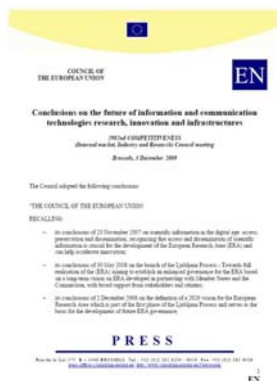 COUNCIL OF
THE EUROPEAN UNION
EN
Conclusions on the future of information and communication
technologies research, innovation and infrastructures
2982nd COMPETITIVENESS
(Internal market, Industry and Research) Council meeting
Brussels, 3 December 2009
The Council adopted the following conclusions:
"THE COUNCIL OF THE EUROPEAN UNION
RECALLING:
– its conclusions of 23 November 2007 on scientific information in the digital age: access,
preservation and dissemination, recognising that access and dissemination of scientific
information is crucial for the development of the European Research Area (ERA) and
can help accelerate innovation;
– its conclusions of 30 May 2008 on the launch of the Ljubljana Process - Towards full
realisation of the ERA) aiming to establish an enhanced governance for the ERA based
on a long-term vision on ERA developed in partnership with Member States and the
Commission, with broad support from stakeholders and citizens;
– its conclusions of 2 December 2008 on the definition of a 2020 vision for the European
Research Area which is part of the first phase of the Ljubljana Process and serves as the
basis for the development of future ERA governance;
PRESS
1
EN